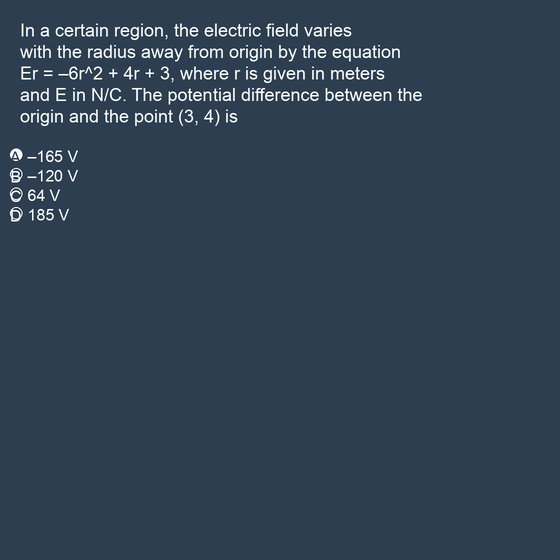 In a certain region, the electric field varies
with the radius away from origin by the equation
Er = –6r^2 + 4r + 3, where r is given in meters
and E in N/C. The potential difference between the
origin and the point (3, 4) is
A –165 V
B –120 V
C 64 V
D 185 V